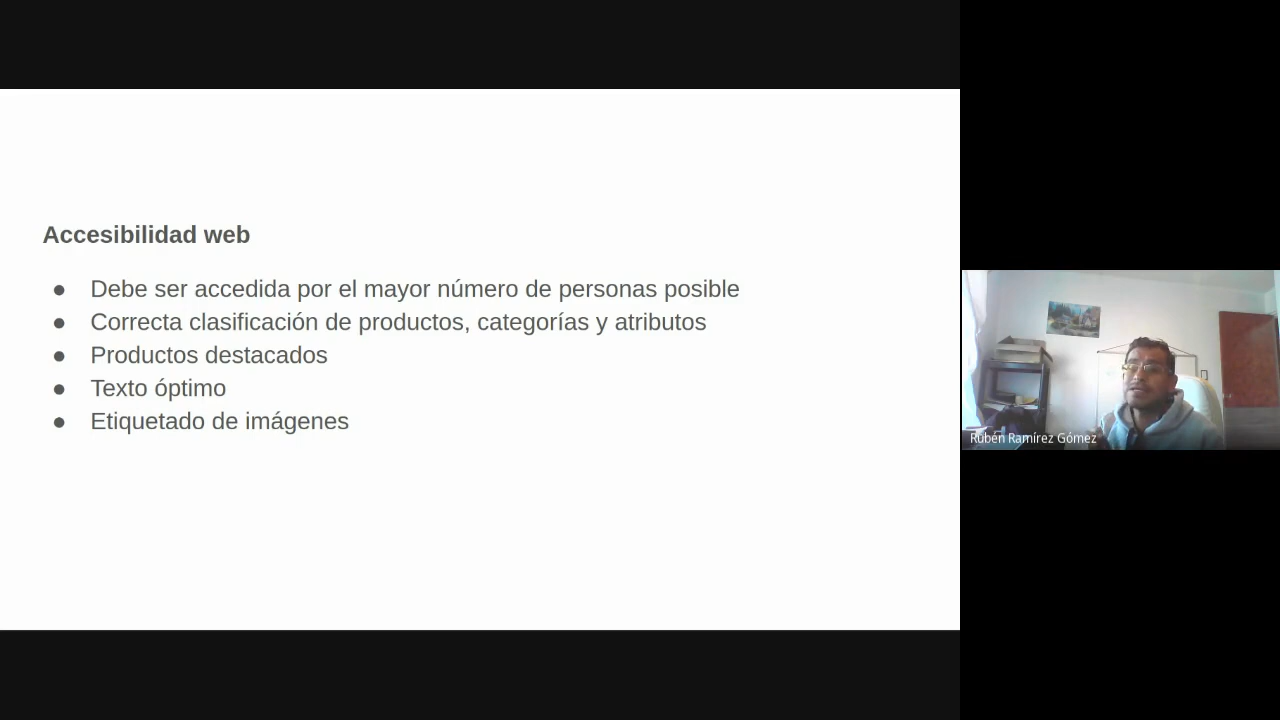 Accesibilidad web
● Debe ser accedida por el mayor número de personas posible
● Correcta clasificación de productos, categorías y atributos
● Productos destacados
● Texto óptimo
● Etiquetado de imágenes
Rubén Ramírez Gómez